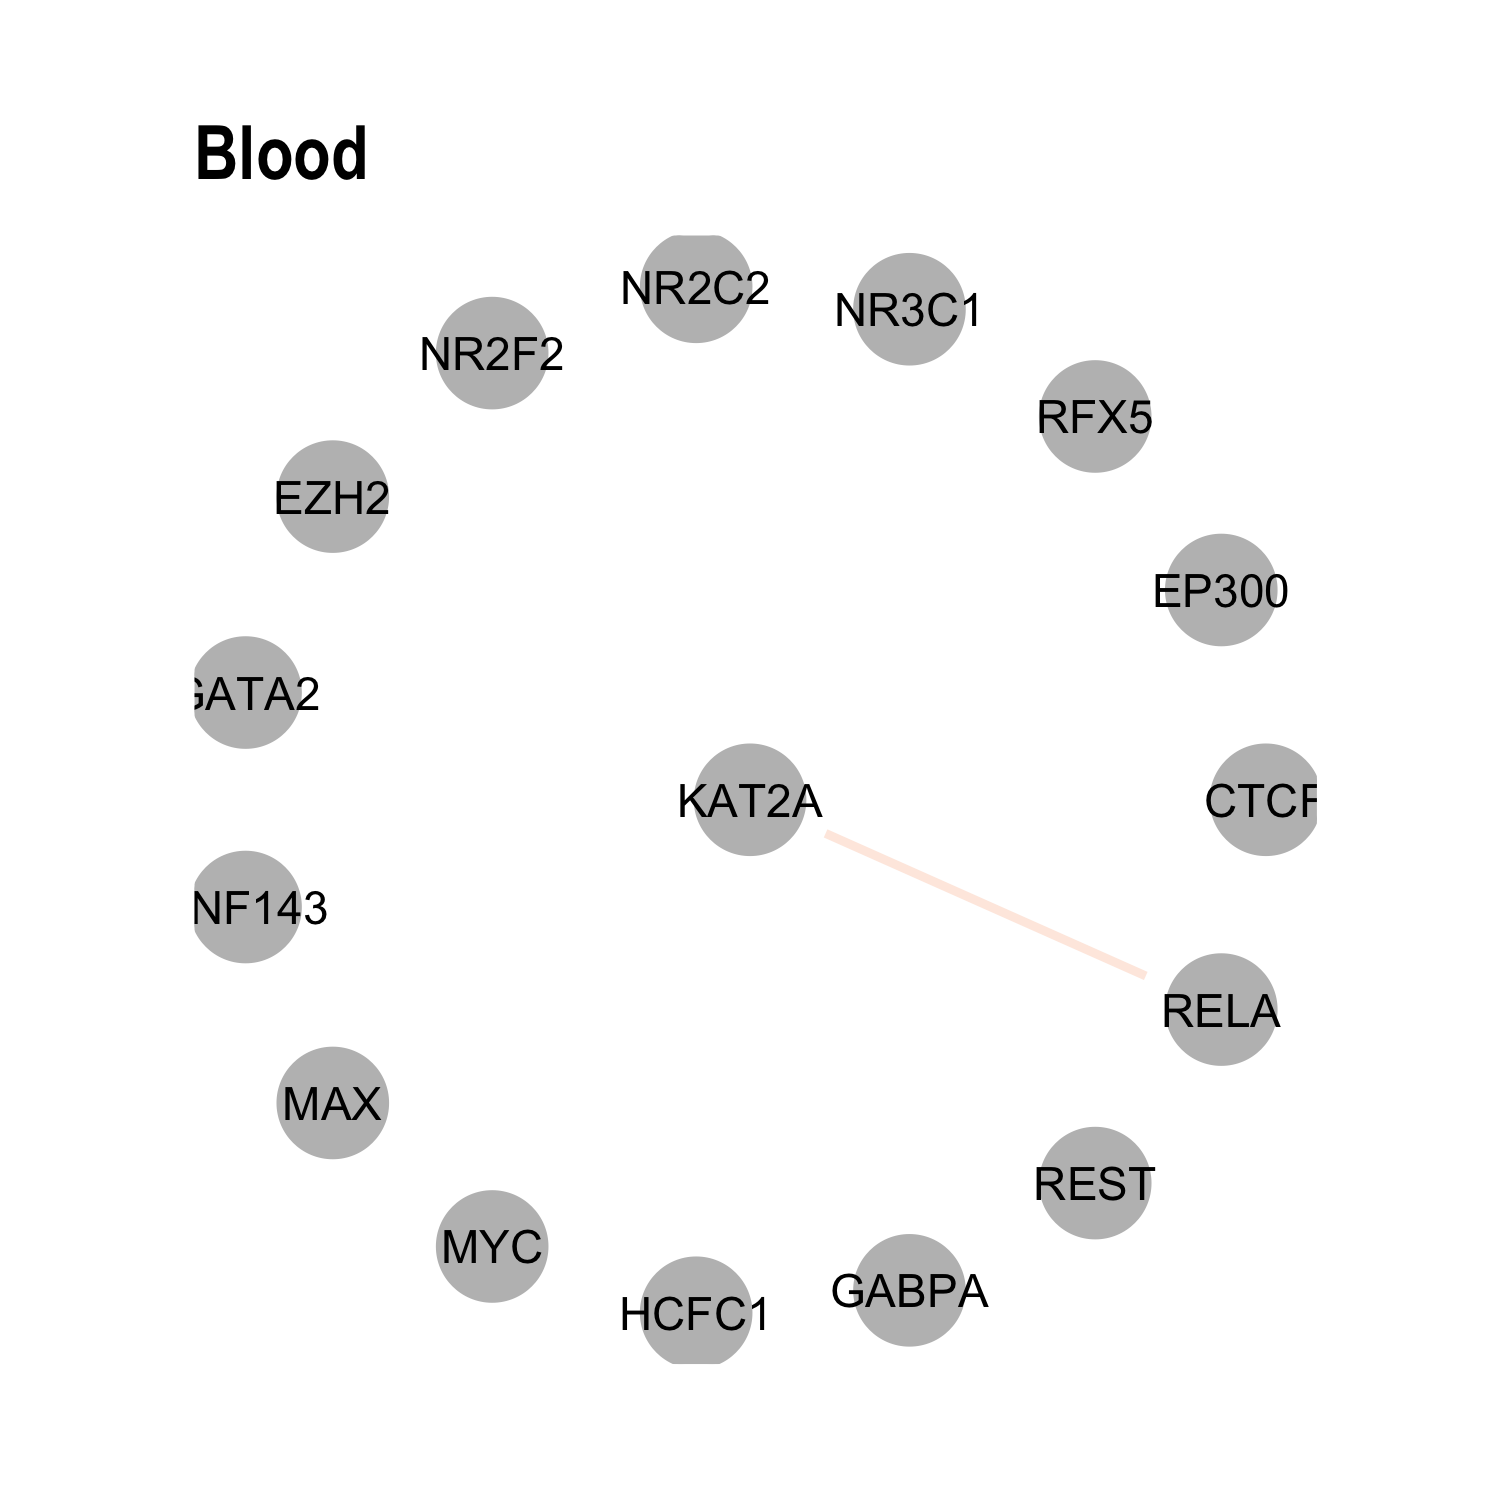 Blood
NR2C2
NR3C1
NR2F2
RFX5
EZH2
EP300
GATA2
KAT2A
CTCF
NF143
RELA
MAX
REST
MYC
GABPA
HCFC1